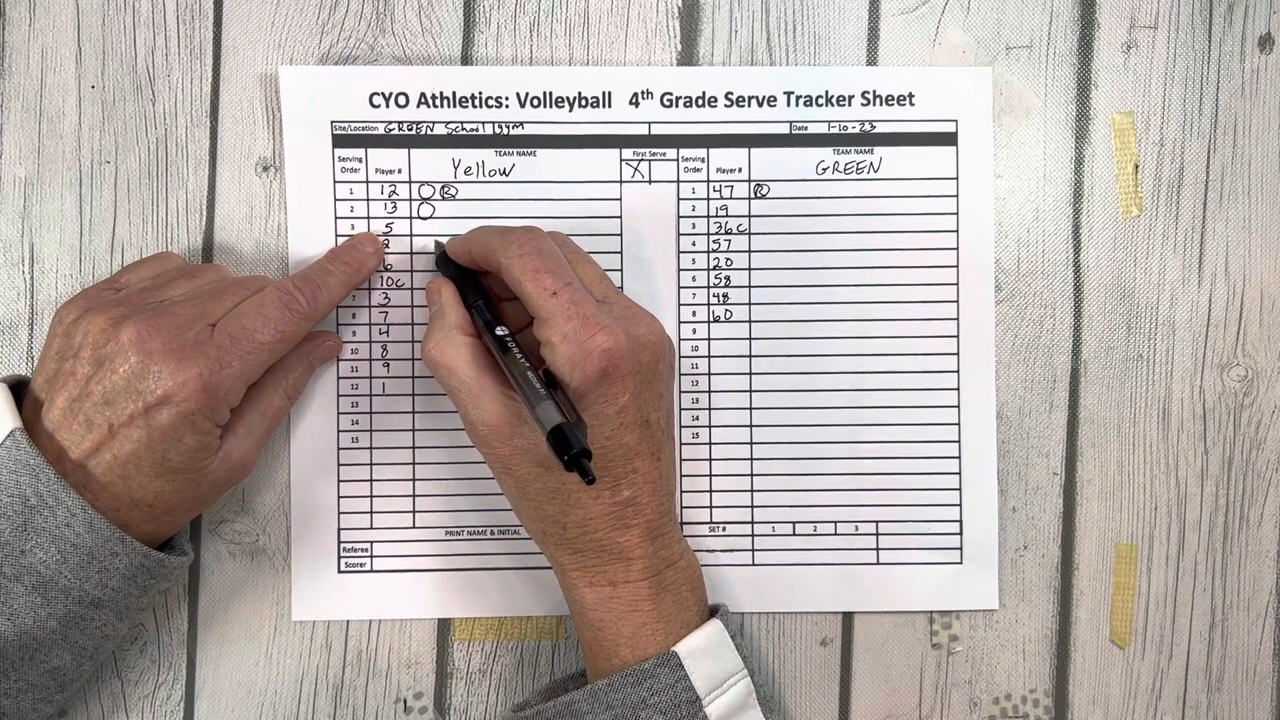 CYO Athletics: Volleyball 4th Grade Serve Tracker Sheet
Site/Location GREEN School gym Date 1-10-23
Serving Order Player # TEAM NAME Yellow First Serve X Serving Order Player # TEAM NAME GREEN
1 12 R 1 47 R
2 13 2 19
3 5 3 36c
2 4 57
6 5 20
10c 6 58
7 3 7 48
8 7 8 60
9 4 9
10 8 10
11 9 11
12 1 12
13 13
14 14
15 15
PRINT NAME & INITIAL SET # 1 2 3
Referee
Scorer
FORAY MEDIUM PT.